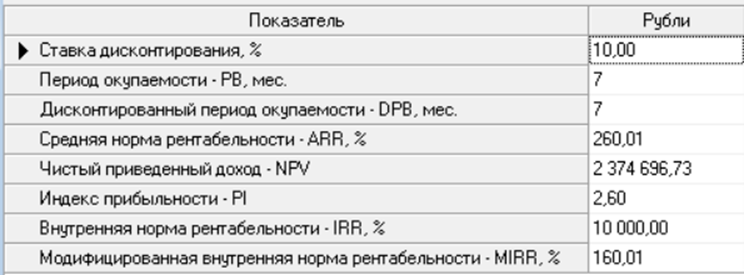 Показатель Рубли
Ставка дисконтирования, % 10,00
Период окупаемости - PB, мес. 7
Дисконтированный период окупаемости - DPB, мес. 7
Средняя норма рентабельности - ARR, % 260,01
Чистый приведенный доход - NPV 2 374 696,73
Индекс прибыльности - PI 2,60
Внутренняя норма рентабельности - IRR, % 10 000,00
Модифицированная внутренняя норма рентабельности - MIRR, % 160,01